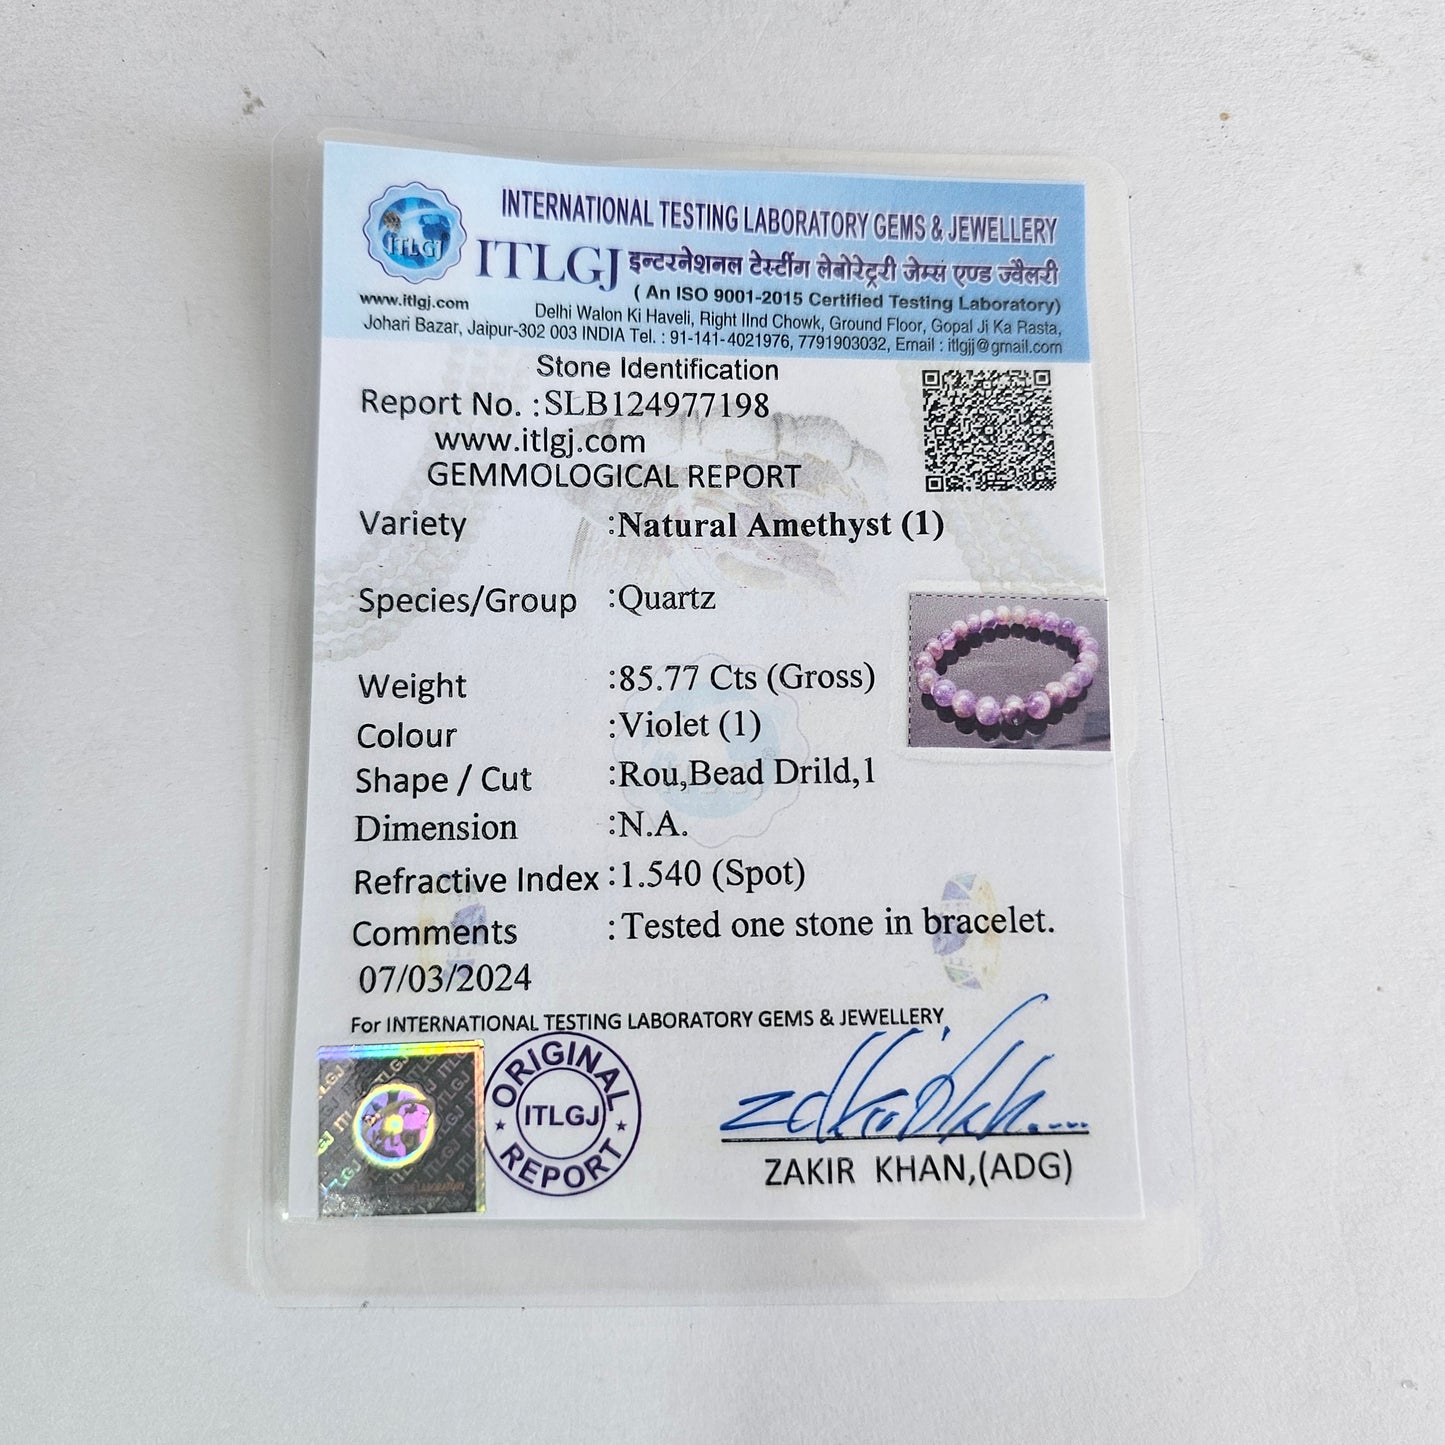 INTERNATIONAL TESTING LABORATORY GEMS & JEWELLERY
ITLGJ
ITLGJ इन्टरनेशनल टेस्टींग लेबोरेट्ररी जेम्स एण्ड ज्वैलरी
( An ISO 9001-2015 Certified Testing Laboratory)
www.itlgj.com
Delhi Walon Ki Haveli, Right IInd Chowk, Ground Floor, Gopal Ji Ka Rasta,
Johari Bazar, Jaipur-302 003 INDIA Tel. : 91-141-4021976, 7791903032, Email : itlgjj@gmail.com
Stone Identification
Report No. :SLB124977198
www.itlgj.com
GEMMOLOGICAL REPORT
Variety :Natural Amethyst (1)
Species/Group :Quartz
Weight :85.77 Cts (Gross)
Colour :Violet (1)
Shape / Cut :Rou,Bead Drild,1
Dimension :N.A.
Refractive Index :1.540 (Spot)
Comments :Tested one stone in bracelet.
07/03/2024
For INTERNATIONAL TESTING LABORATORY GEMS & JEWELLERY
ITLGJ
ORIGINAL
ITLGJ
REPORT
ZAKIR KHAN,(ADG)